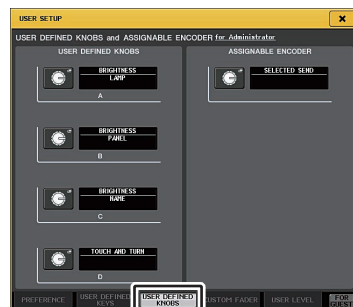 USER SETUP
USER DEFINED KNOBS and ASSIGNABLE ENCODER for Administrator
USER DEFINED KNOBS
ASSIGNABLE ENCODER
BRIGHTNESS
LAMP
A
SELECTED SEND
BRIGHTNESS
PANEL
B
BRIGHTNESS
NAME
C
TOUCH AND TURN
D
PREFERENCE
USER DEFINED
KEYS
USER DEFINED
KNOBS
CUSTOM FADER
USER LEVEL
FOR
GUEST